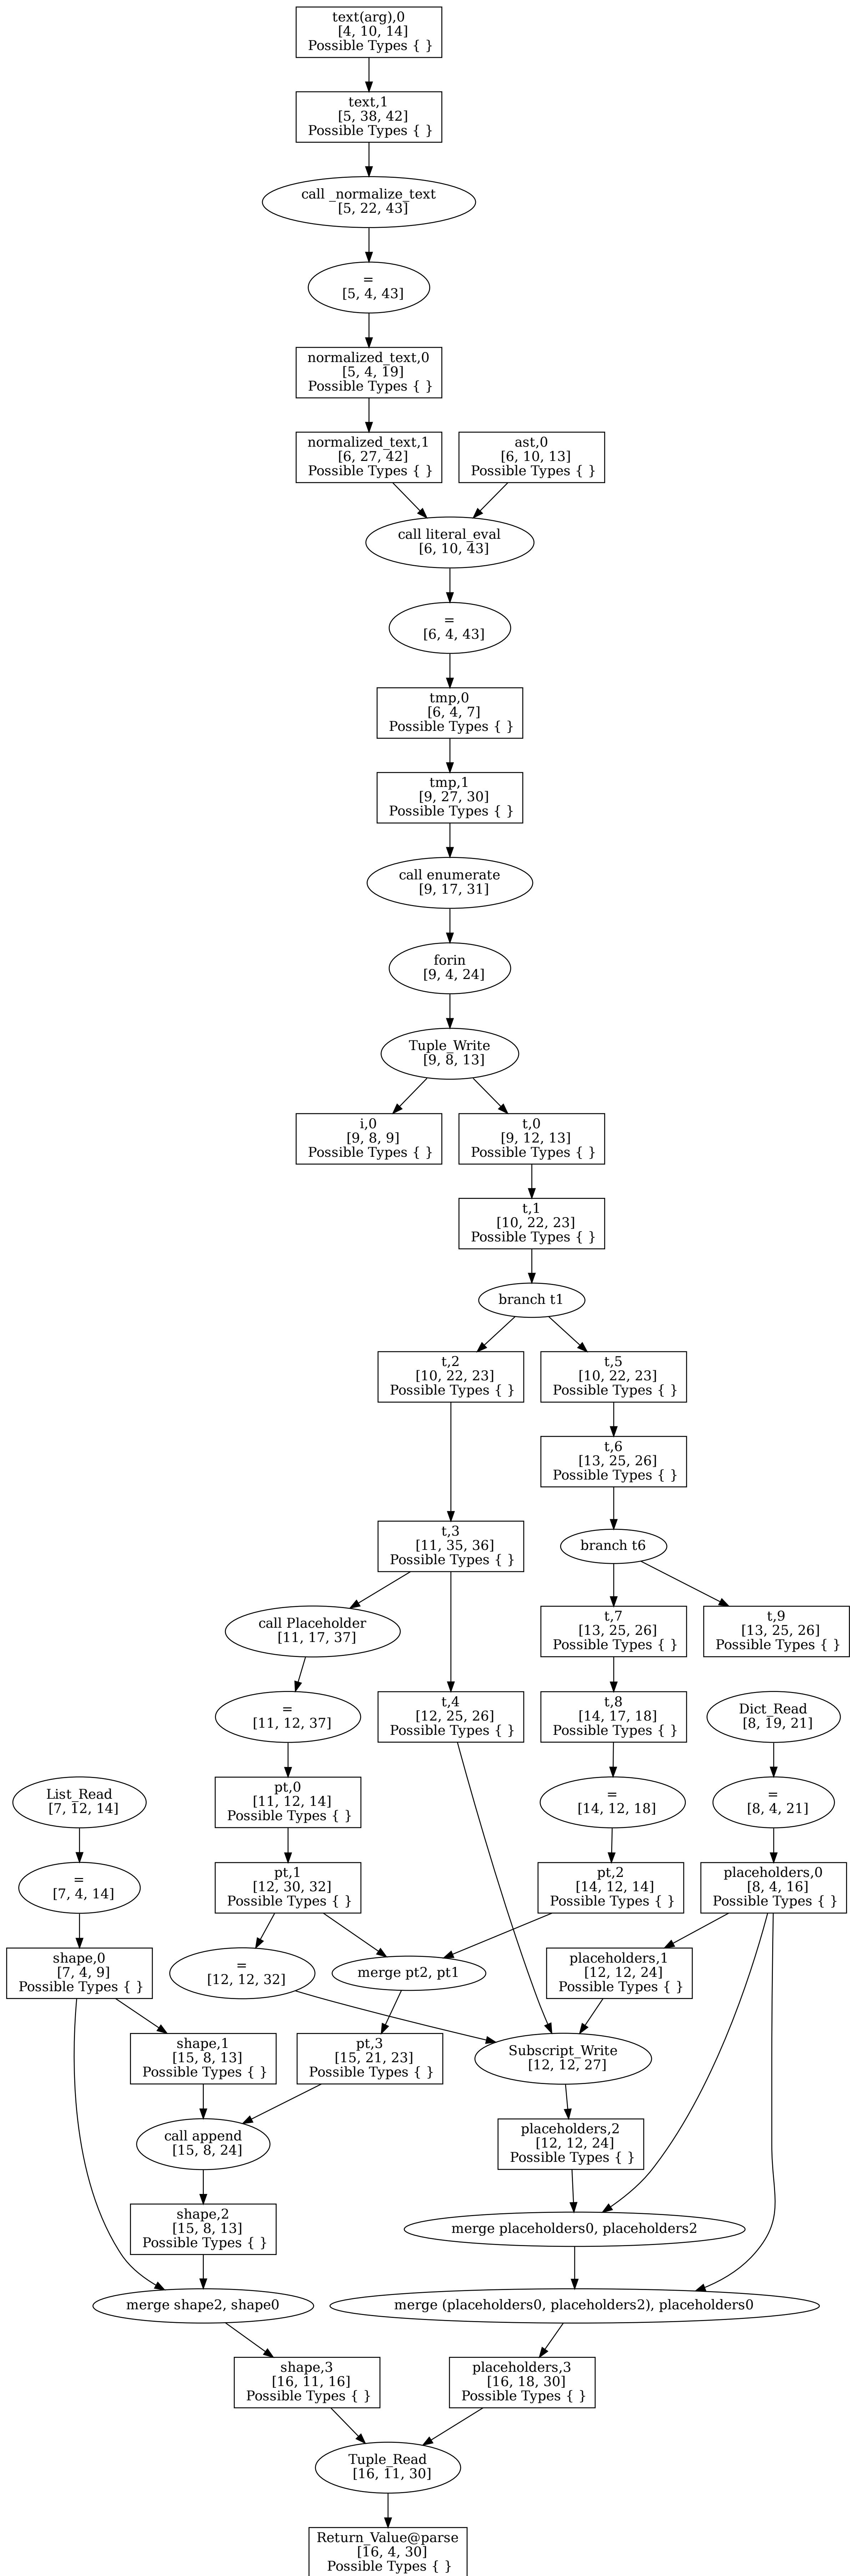 text(arg),0
[4, 10, 14]
Possible Types { }
text,1
[5, 38, 42]
Possible Types { }
call _normalize_text
[5, 22, 43]
=
[5, 4, 43]
normalized_text,0
[5, 4, 19]
Possible Types { }
normalized_text,1
[6, 27, 42]
Possible Types { }
ast,0
[6, 10, 13]
Possible Types { }
call literal_eval
[6, 10, 43]
=
[6, 4, 43]
tmp,0
[6, 4, 7]
Possible Types { }
tmp,1
[9, 27, 30]
Possible Types { }
call enumerate
[9, 17, 31]
forin
[9, 4, 24]
Tuple_Write
[9, 8, 13]
i,0
[9, 8, 9]
Possible Types { }
t,0
[9, 12, 13]
Possible Types { }
t,1
[10, 22, 23]
Possible Types { }
branch t1
t,2
[10, 22, 23]
Possible Types { }
t,5
[10, 22, 23]
Possible Types { }
t,6
[13, 25, 26]
Possible Types { }
t,3
[11, 35, 36]
Possible Types { }
branch t6
call Placeholder
[11, 17, 37]
t,7
[13, 25, 26]
Possible Types { }
t,9
[13, 25, 26]
Possible Types { }
=
[11, 12, 37]
t,4
[12, 25, 26]
Possible Types { }
t,8
[14, 17, 18]
Possible Types { }
Dict_Read
[8, 19, 21]
List_Read
[7, 12, 14]
pt,0
[11, 12, 14]
Possible Types { }
=
[14, 12, 18]
=
[8, 4, 21]
=
[7, 4, 14]
pt,1
[12, 30, 32]
Possible Types { }
pt,2
[14, 12, 14]
Possible Types { }
placeholders,0
[8, 4, 16]
Possible Types { }
shape,0
[7, 4, 9]
Possible Types { }
=
[12, 12, 32]
merge pt2, pt1
placeholders,1
[12, 12, 24]
Possible Types { }
shape,1
[15, 8, 13]
Possible Types { }
pt,3
[15, 21, 23]
Possible Types { }
Subscript_Write
[12, 12, 27]
call append
[15, 8, 24]
placeholders,2
[12, 12, 24]
Possible Types { }
shape,2
[15, 8, 13]
Possible Types { }
merge placeholders0, placeholders2
merge shape2, shape0
merge (placeholders0, placeholders2), placeholders0
shape,3
[16, 11, 16]
Possible Types { }
placeholders,3
[16, 18, 30]
Possible Types { }
Tuple_Read
[16, 11, 30]
Return_Value@parse
[16, 4, 30]
Possible Types { }